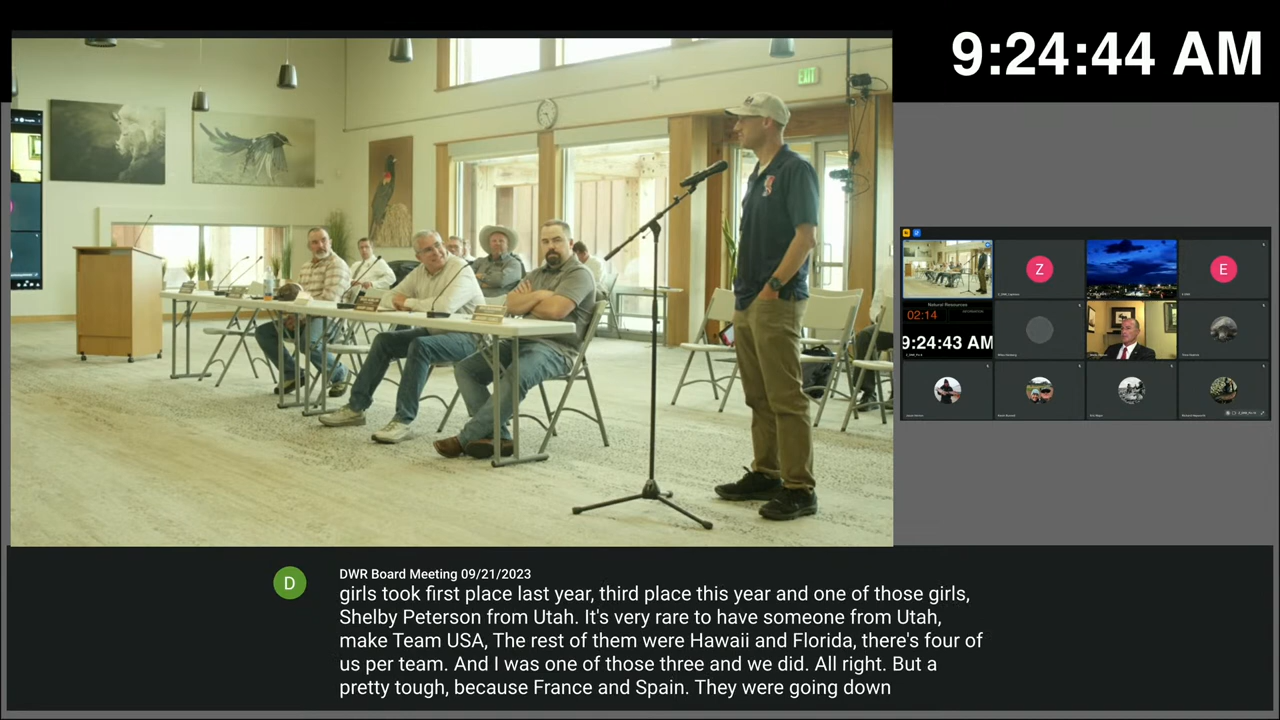 9:24:44 AM
Z
E
Natural Resources
02:14
9:24:43 AM
D
DWR Board Meeting 09/21/2023
girls took first place last year, third place this year and one of those girls,
Shelby Peterson from Utah. It's very rare to have someone from Utah,
make Team USA, The rest of them were Hawaii and Florida, there's four of
us per team. And I was one of those three and we did. All right. But a
pretty tough, because France and Spain. They were going down